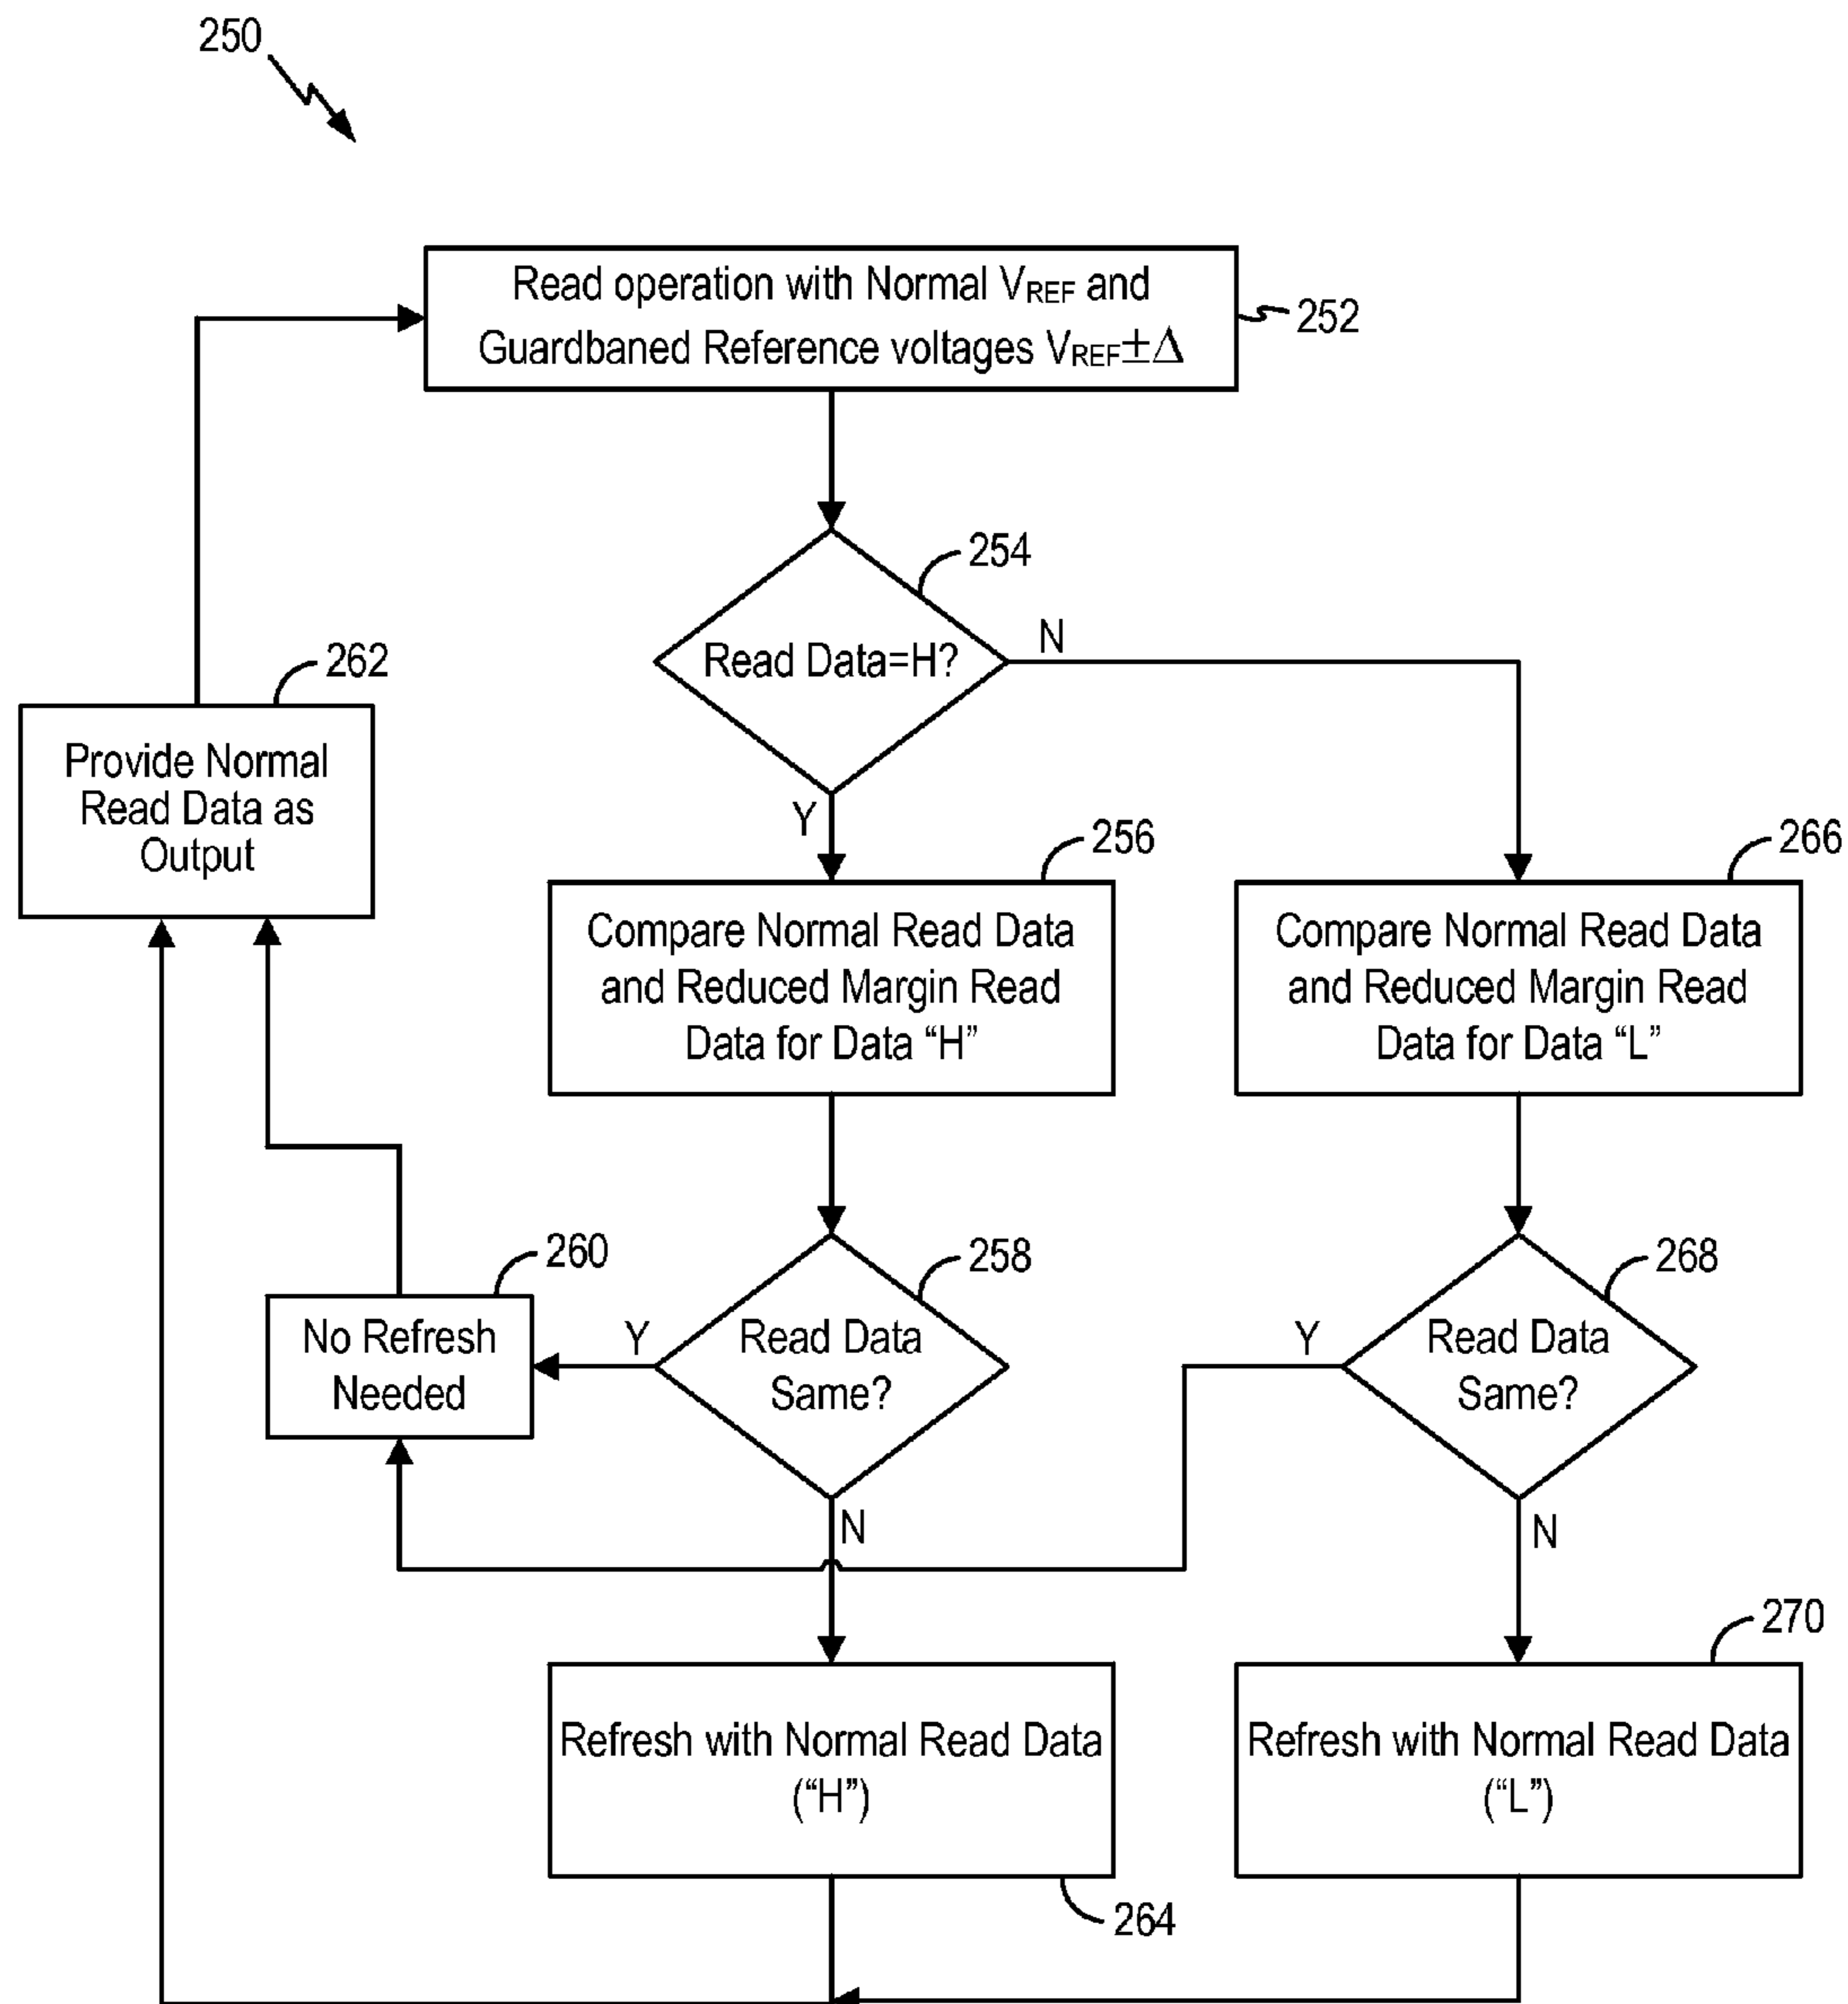 250
Read operation with Normal VREF and
Guardbaned Reference voltages VREF±Δ
252
254
Read Data=H?
N
Y
262
Provide Normal
Read Data as
Output
256
Compare Normal Read Data
and Reduced Margin Read
Data for Data “H”
266
Compare Normal Read Data
and Reduced Margin Read
Data for Data “L”
260
No Refresh
Needed
Y
258
Read Data
Same?
N
Y
268
Read Data
Same?
N
Refresh with Normal Read Data
(“H”)
264
270
Refresh with Normal Read Data
(“L”)